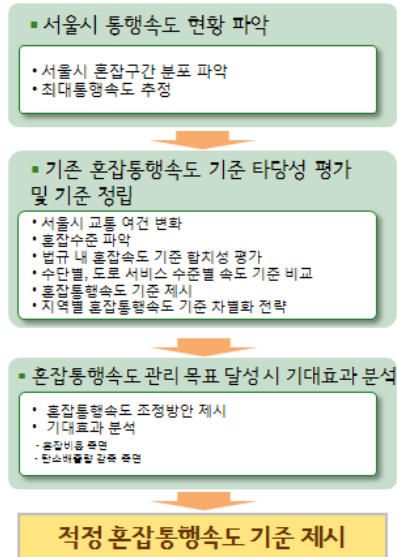 ▪ 서울시 통행속도 현황 파악
• 서울시 혼잡구간 분포 파악
• 최대통행속도 추정
▪ 기존 혼잡통행속도 기준 타당성 평가
및 기준 정립
• 서울시 교통 여건 변화
• 혼잡수준 파악
• 법규 내 혼잡속도 기준 합치성 평가
• 수단별, 도로 서비스 수준별 속도 기준 비교
• 혼잡통행속도 기준 제시
• 지역별 혼잡통행속도 기준 차별화 전략
▪ 혼잡통행속도 관리 목표 달성 시 기대효과 분석
• 혼잡통행속도 조정방안 제시
• 기대효과 분석
- 혼잡비용 측면
- 탄소배출량 감축 측면
적정 혼잡통행속도 기준 제시